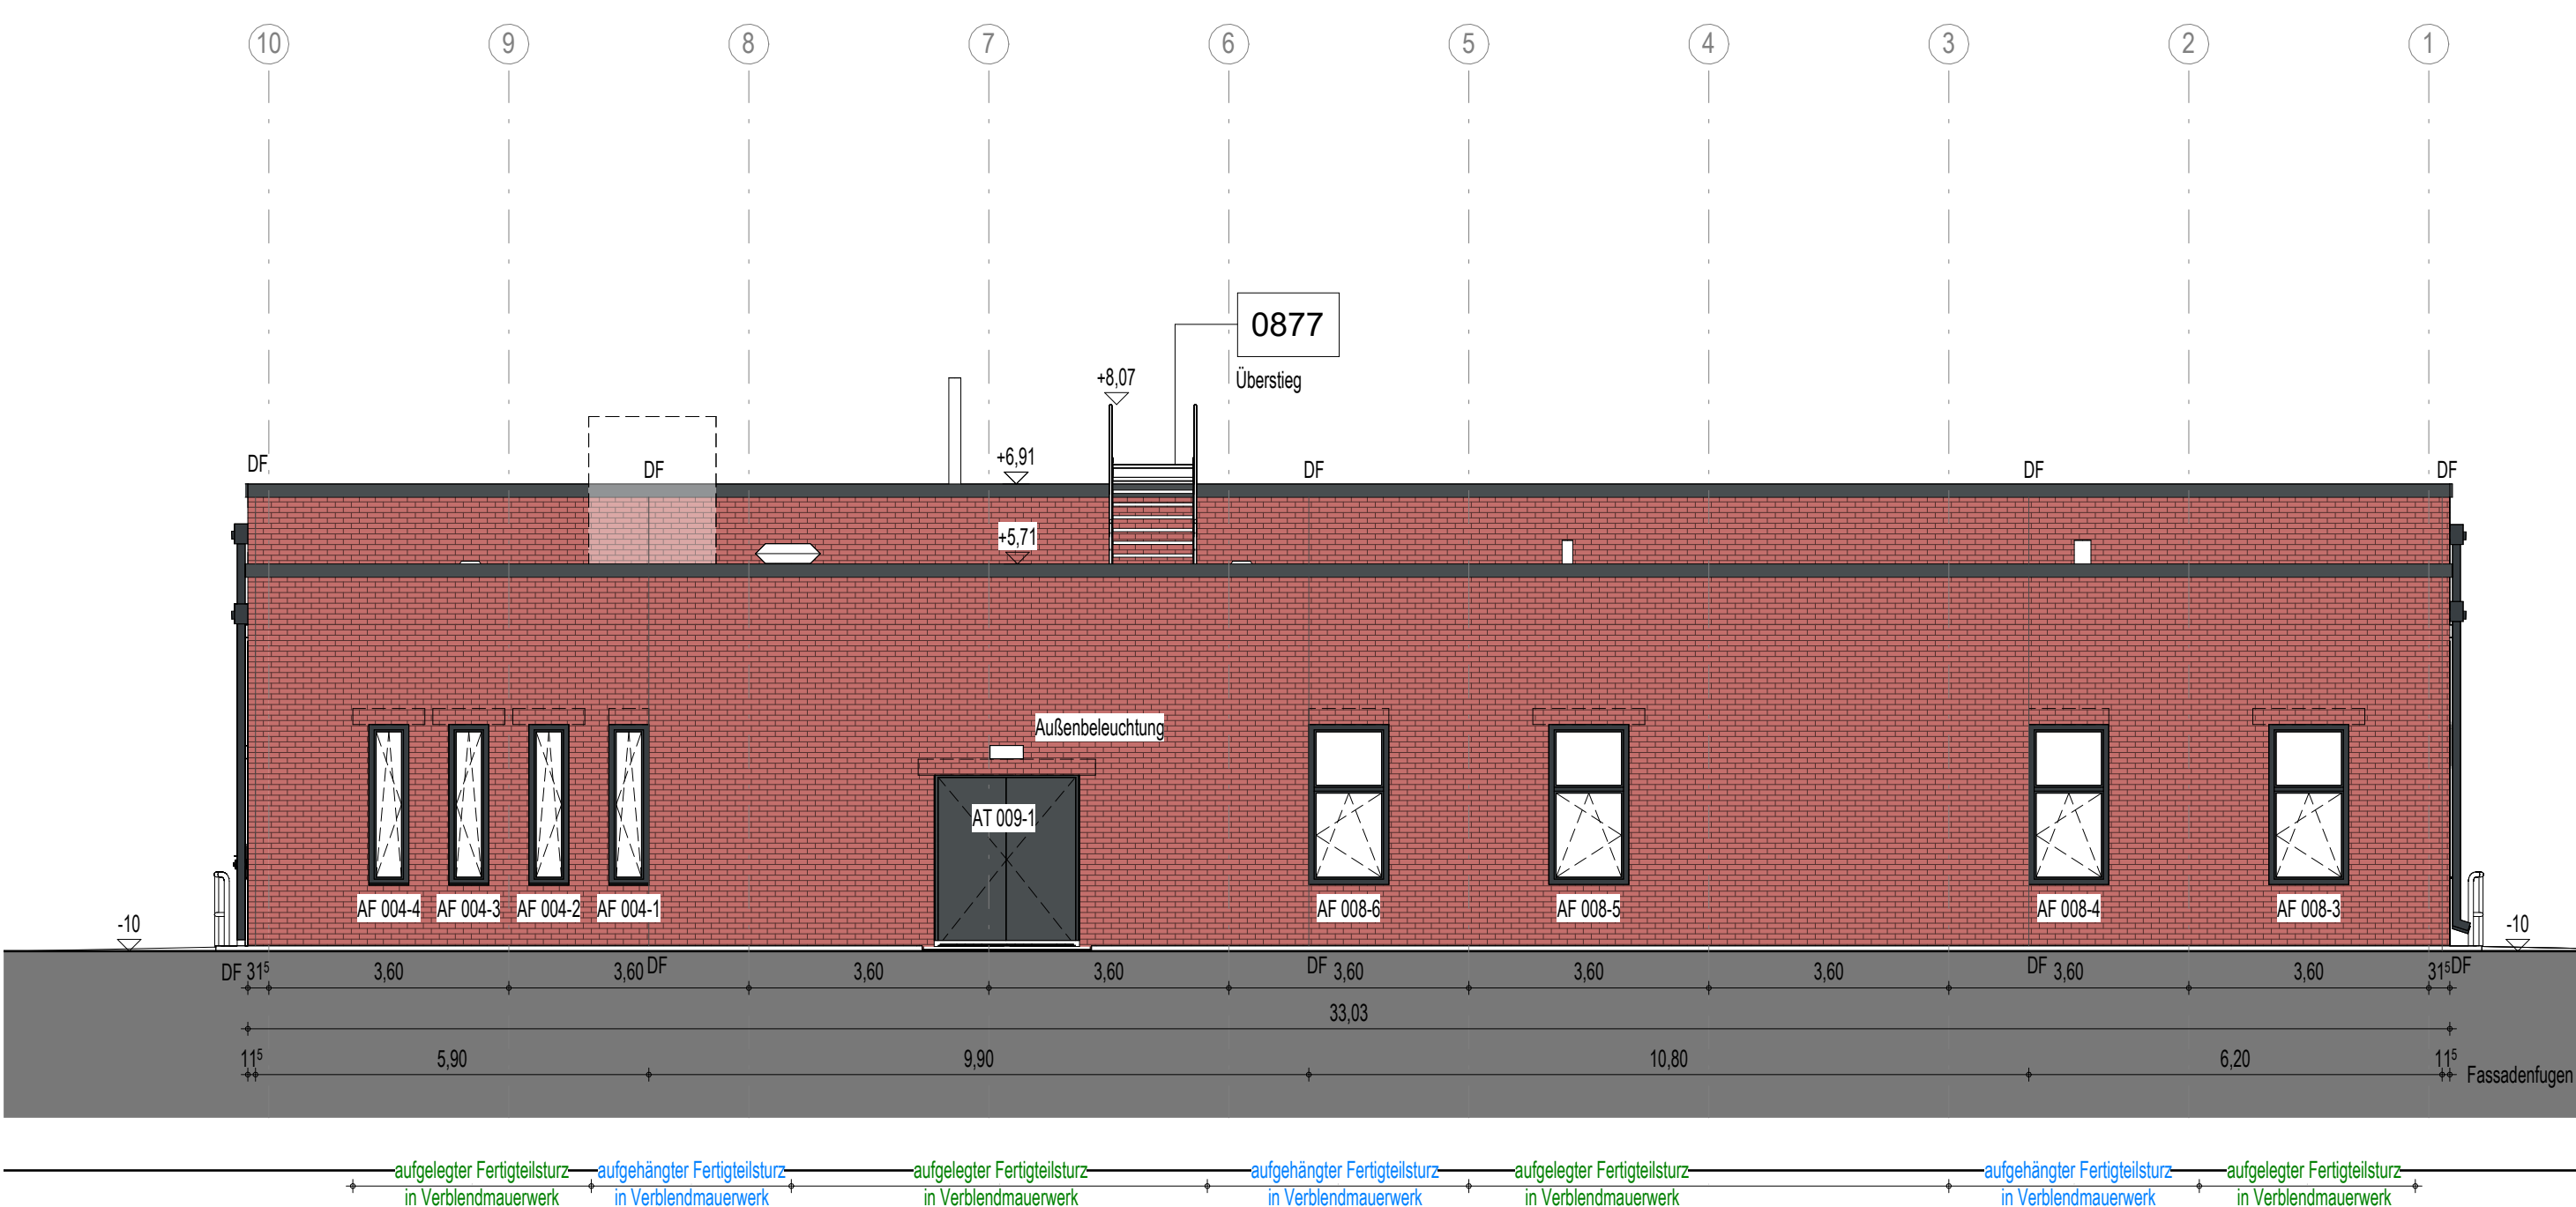 10 9 8 7 6 5 4 3 2 1
0877
Überstieg
+8,07
+6,91
DF DF DF DF DF
+5,71
Außenbeleuchtung
AT 009-1
AF 004-4 AF 004-3 AF 004-2 AF 004-1 AF 008-6 AF 008-5 AF 008-4 AF 008-3
-10 -10
DF 31⁵ 3,60 3,60 DF 3,60 3,60 DF 3,60 3,60 3,60 DF 3,60 3,60 31⁵ DF
33,03
11⁵ 5,90 9,90 10,80 6,20 11⁵
Fassadenfugen
aufgelegter Fertigteilsturz aufgehängter Fertigteilsturz aufgelegter Fertigteilsturz aufgehängter Fertigteilsturz aufgelegter Fertigteilsturz aufgehängter Fertigteilsturz aufgelegter Fertigteilsturz
in Verblendmauerwerk in Verblendmauerwerk in Verblendmauerwerk in Verblendmauerwerk in Verblendmauerwerk in Verblendmauerwerk in Verblendmauerwerk